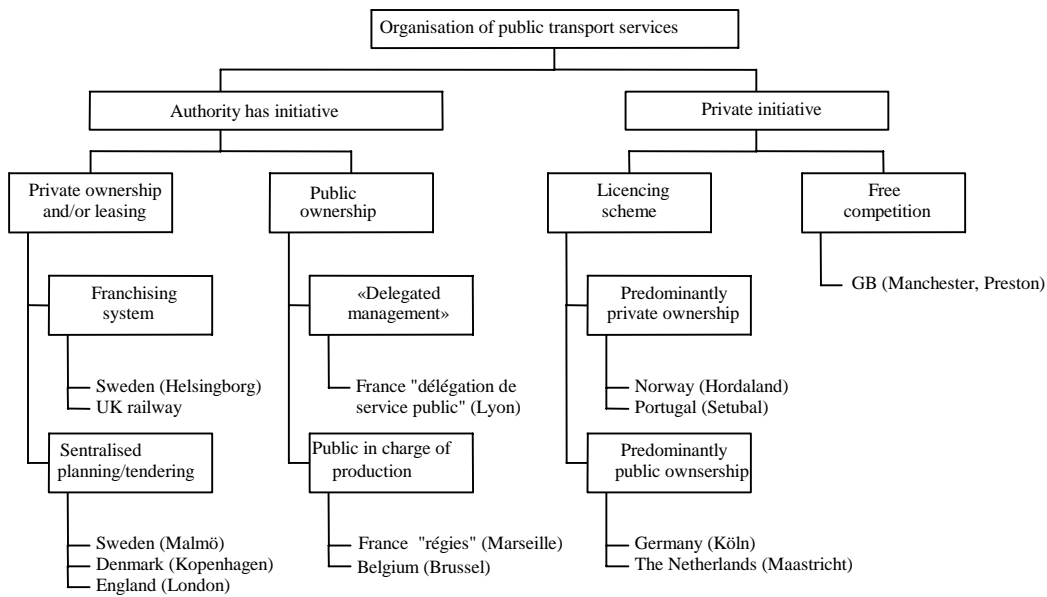 Organisation of public transport services
Authority has initiative
Private initiative
Private ownership
and/or leasing
Public
ownership
Licencing
scheme
Free
competition
GB (Manchester, Preston)
Franchising
system
«Delegated
management»
Predominantly
private ownership
Sweden (Helsingborg)
UK railway
France "délégation de
service public" (Lyon)
Norway (Hordaland)
Portugal (Setubal)
Sentralised
planning/tendering
Public in charge of
production
Predominantly
public ownsership
Sweden (Malmö)
Denmark (Kopenhagen)
England (London)
France "régies" (Marseille)
Belgium (Brussel)
Germany (Köln)
The Netherlands (Maastricht)